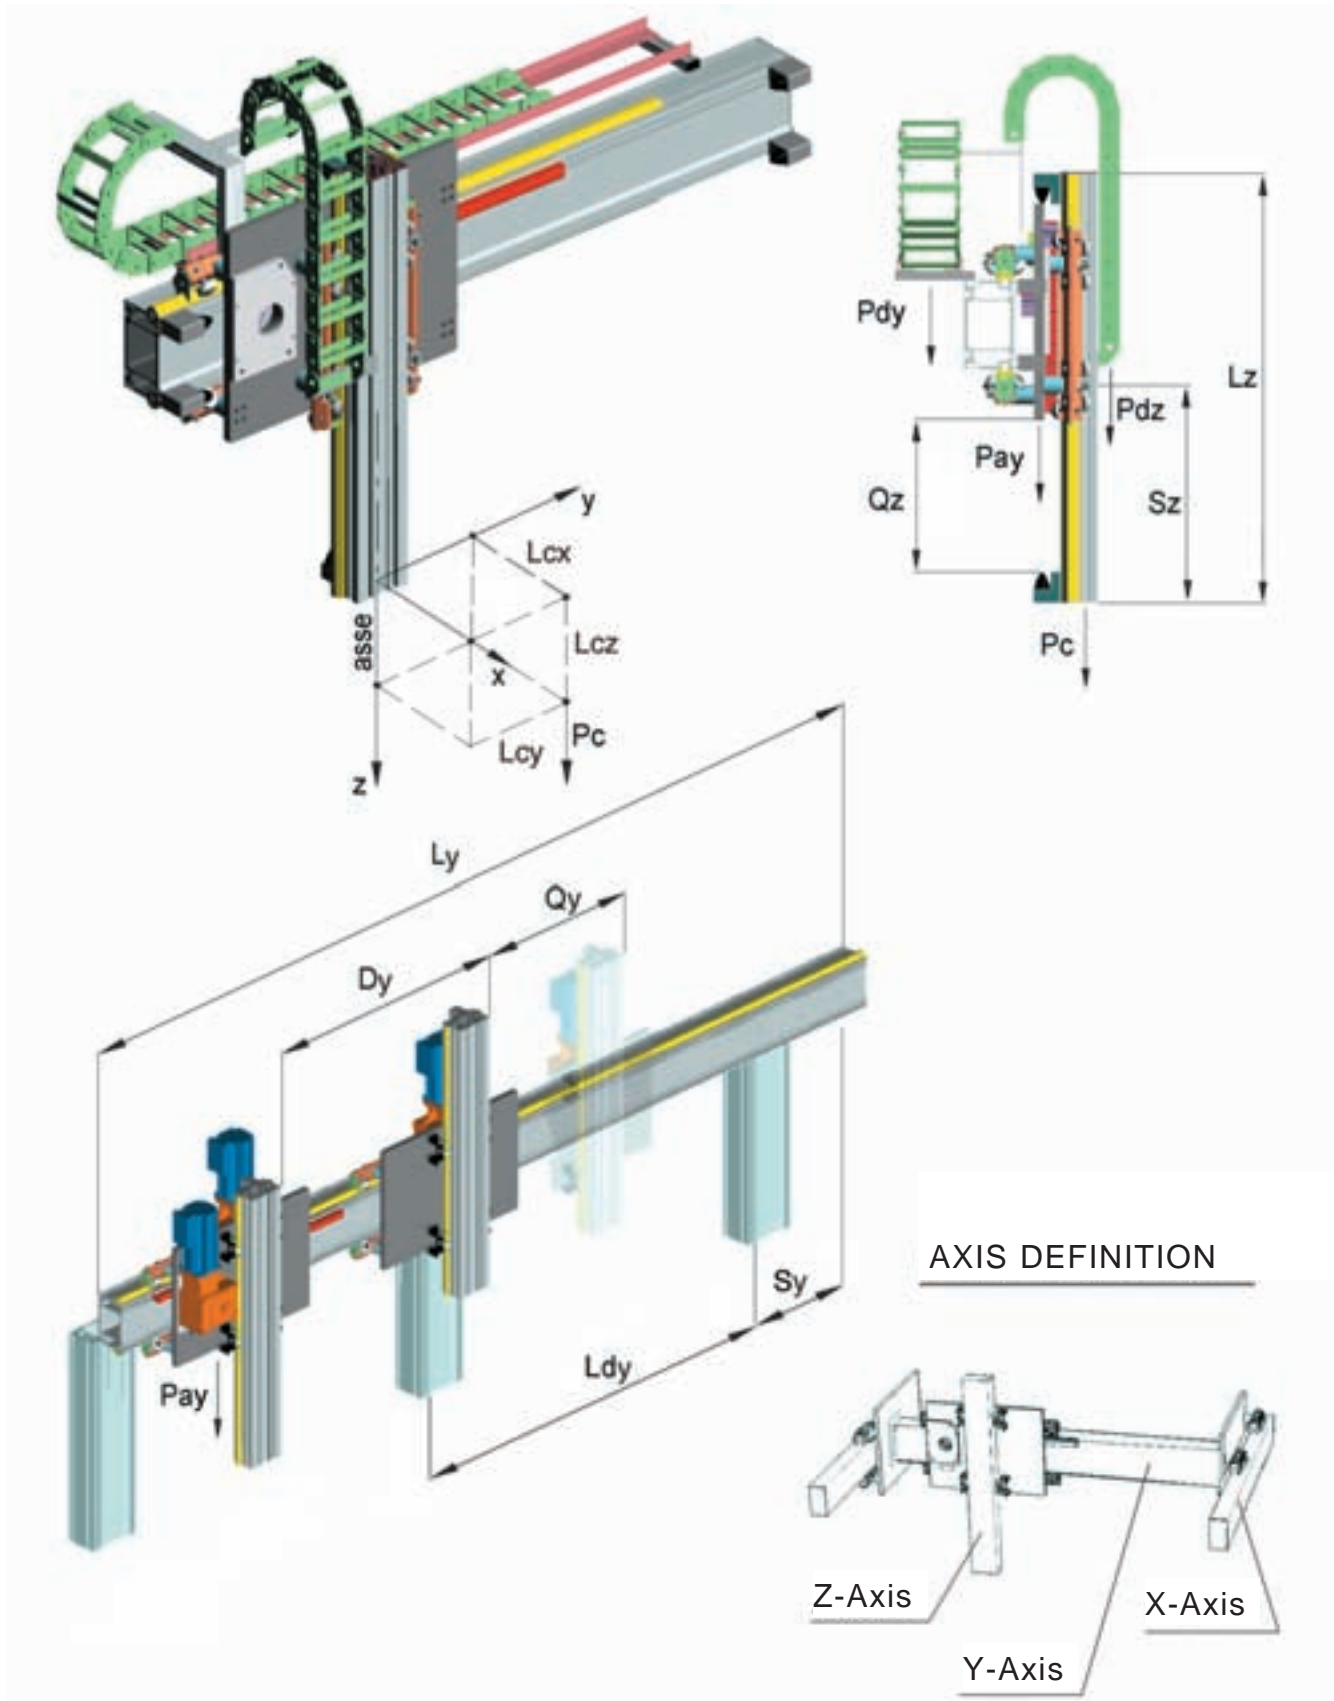 Pdy
Lz
Pdz
Pay
Qz
Sz
Pc
y
Lcx
asse
Lcz
x
Pc
Lcy
z
Ly
Qy
Dy
Pay
Sy
Ldy
AXIS DEFINITION
Z-Axis
X-Axis
Y-Axis